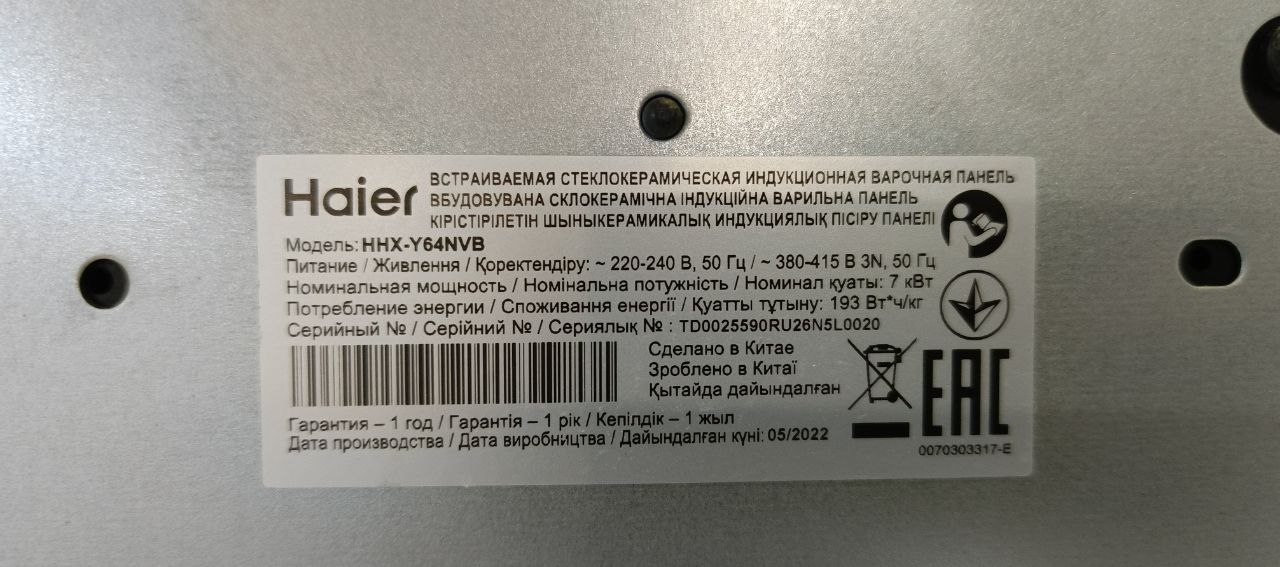 Haier
ВСТРАИВАЕМАЯ СТЕКЛОКЕРАМИЧЕСКАЯ ИНДУКЦИОННАЯ ВАРОЧНАЯ ПАНЕЛЬ
ВБУДОВУВАНА СКЛОКЕРАМІЧНА ІНДУКЦІЙНА ВАРИЛЬНА ПАНЕЛЬ
КІРІСТІРІЛЕТІН ШЫНЫКЕРАМИКАЛЫҚ ИНДУКЦИЯЛЫҚ ПІСІРУ ПАНЕЛІ
Модель: HHX-Y64NVB
Питание / Живлення / Қоректендіру: ~ 220-240 В, 50 Гц / ~ 380-415 В 3N, 50 Гц
Номинальная мощность / Номінальна потужність / Номинал қуаты: 7 кВт
Потребление энергии / Споживання енергії / Қуатты тұтыну: 193 Вт*ч/кг
Серийный № / Серійний № / Сериялық № : TD0025590RU26N5L0020
Сделано в Китае
Зроблено в Китаї
Қытайда дайындалған
Гарантия – 1 год / Гарантія – 1 рік / Кепілдік – 1 жыл
Дата производства / Дата виробництва / Дайындалған күні: 05/2022
EAC
0070303317-E